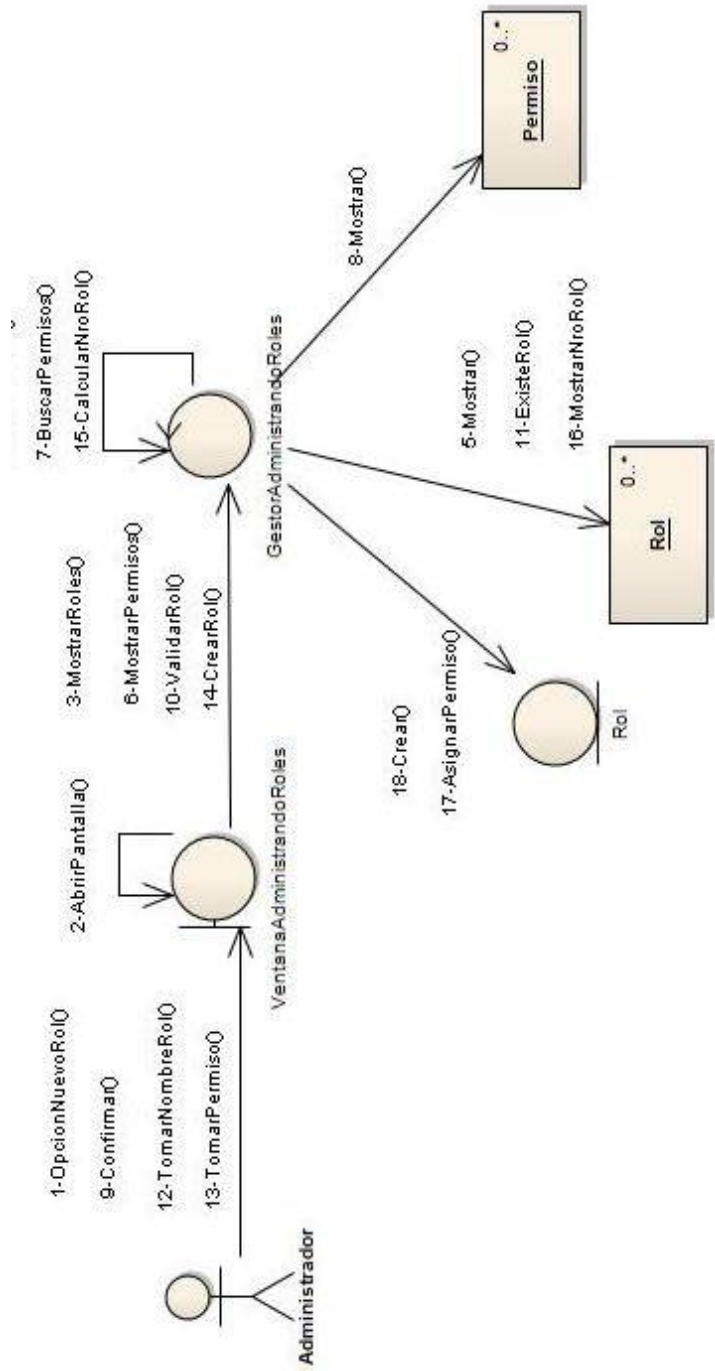 1-OpcionNuevoRol()
9-Confirmar()
12-TomarNombreRol()
13-TomarPermiso()
Administrador
2-AbrirPantalla()
VentanaAdministrandoRoles
3-MostrarRoles()
6-MostrarPermisos()
10-ValidarRol()
14-CrearRol()
7-BuscarPermisos()
15-CalcularNroRol()
GestorAdministrandoRoles
18-Crear()
17-AsignarPermiso()
Rol
5-Mostrar()
11-ExisteRol()
16-MostrarNroRol()
0..*
Rol
8-Mostrar()
0..*
Permiso